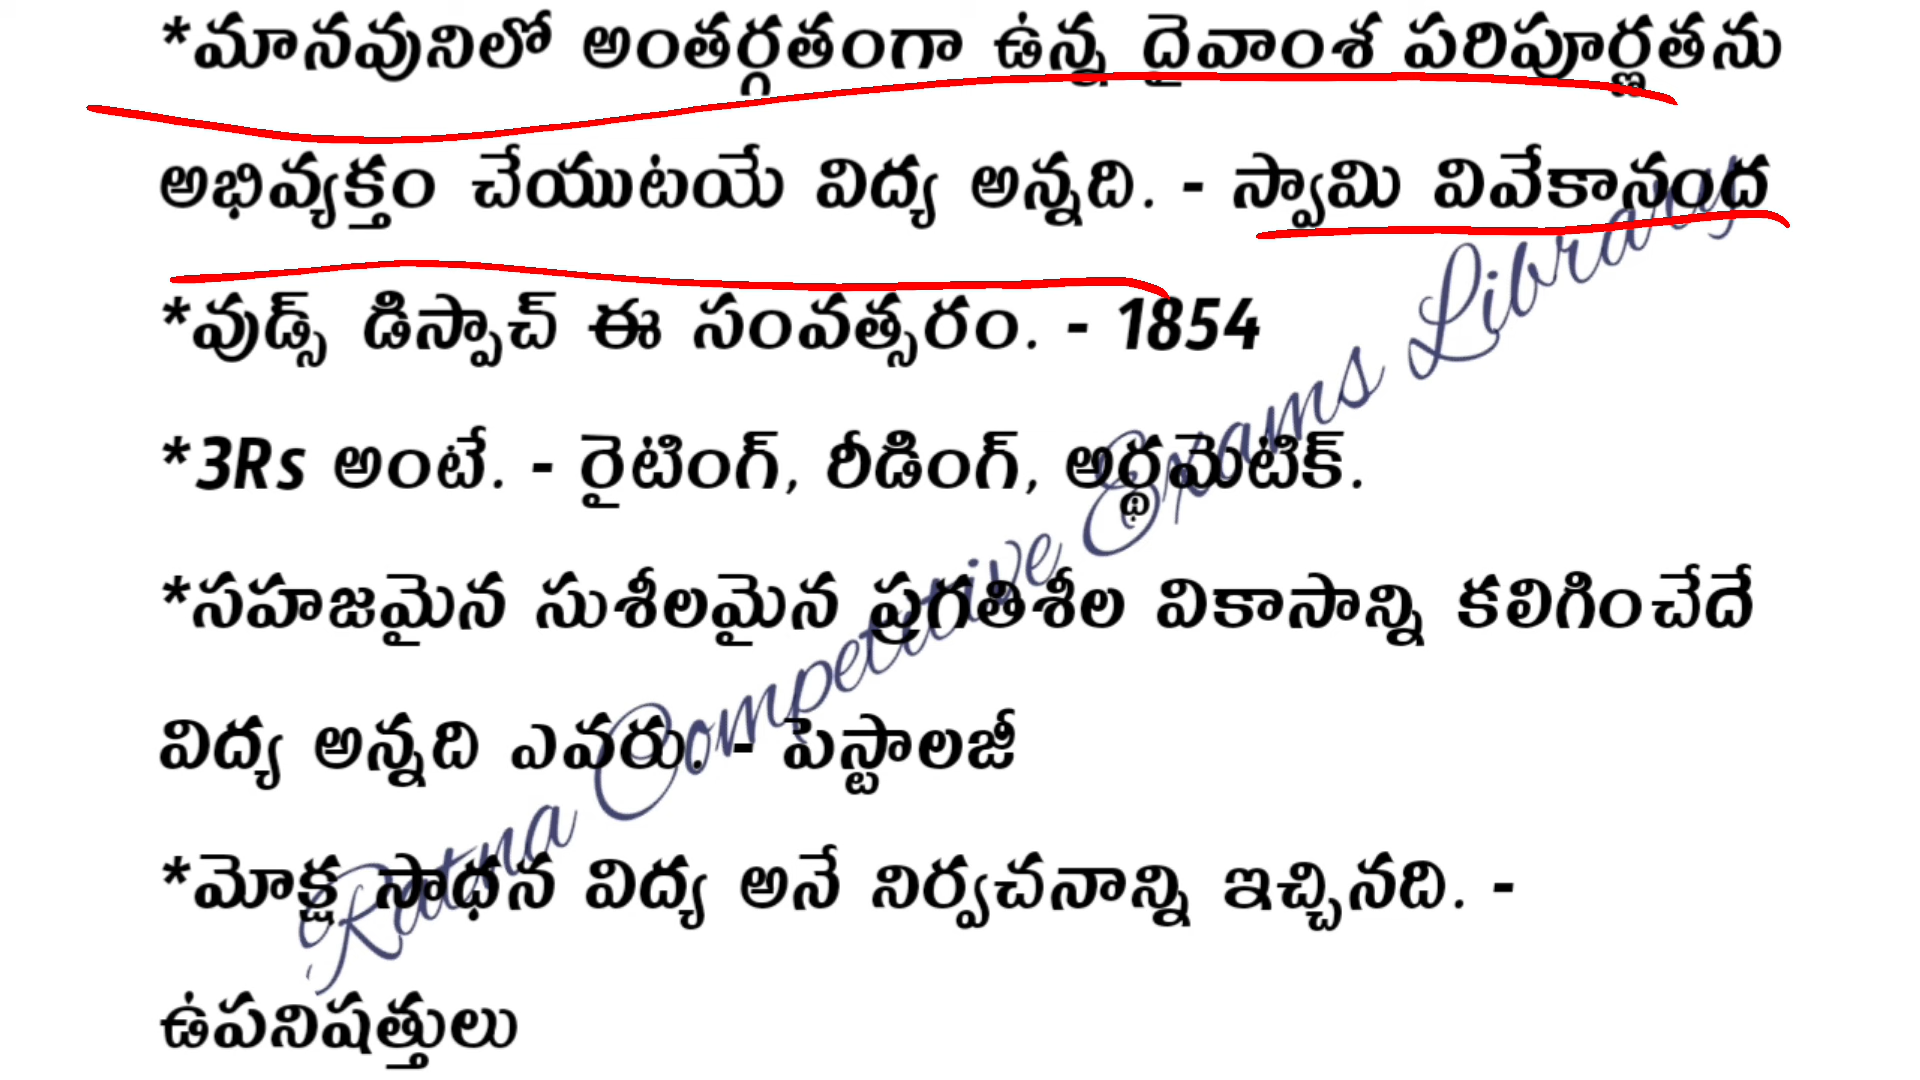 *మానవునిలో అంతర్గతంగా ఉన్న దైవాంశ పరిపూర్ణతను
అభివ్యక్తం చేయుటయే విద్య అన్నది. - స్వామి వివేకానంద
*వుడ్స్ డిస్పాచ్ ఈ సంవత్సరం. - 1854
*3Rs అంటే. - రైటింగ్, రీడింగ్, అర్థమెటిక్.
*సహజమైన సుశీలమైన ప్రగతిశీల వికాసాన్ని కలిగించేదే
విద్య అన్నది ఎవరు. - పెస్టాలజీ
*మోక్ష సాధన విద్య అనే నిర్వచనాన్ని ఇచ్చినది. -
ఉపనిషత్తులు
Ratna Competitive Exams Library